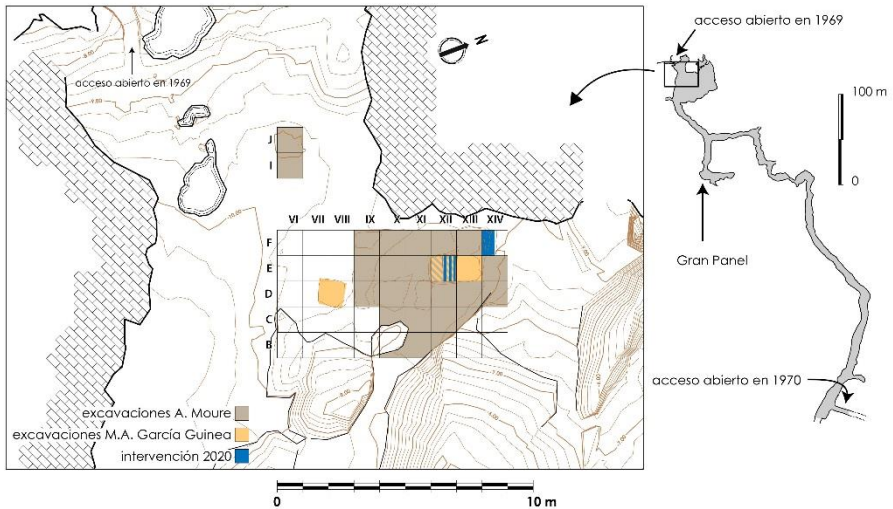 acceso abierto en 1969
N
acceso abierto en 1969
100 m
0
J
I
VI VII VIII IX X XI XII XIII XIV
F
E
D
C
B
Gran Panel
acceso abierto en 1970
excavaciones A. Moure
excavaciones M.A. García Guinea
intervención 2020
0 10 m